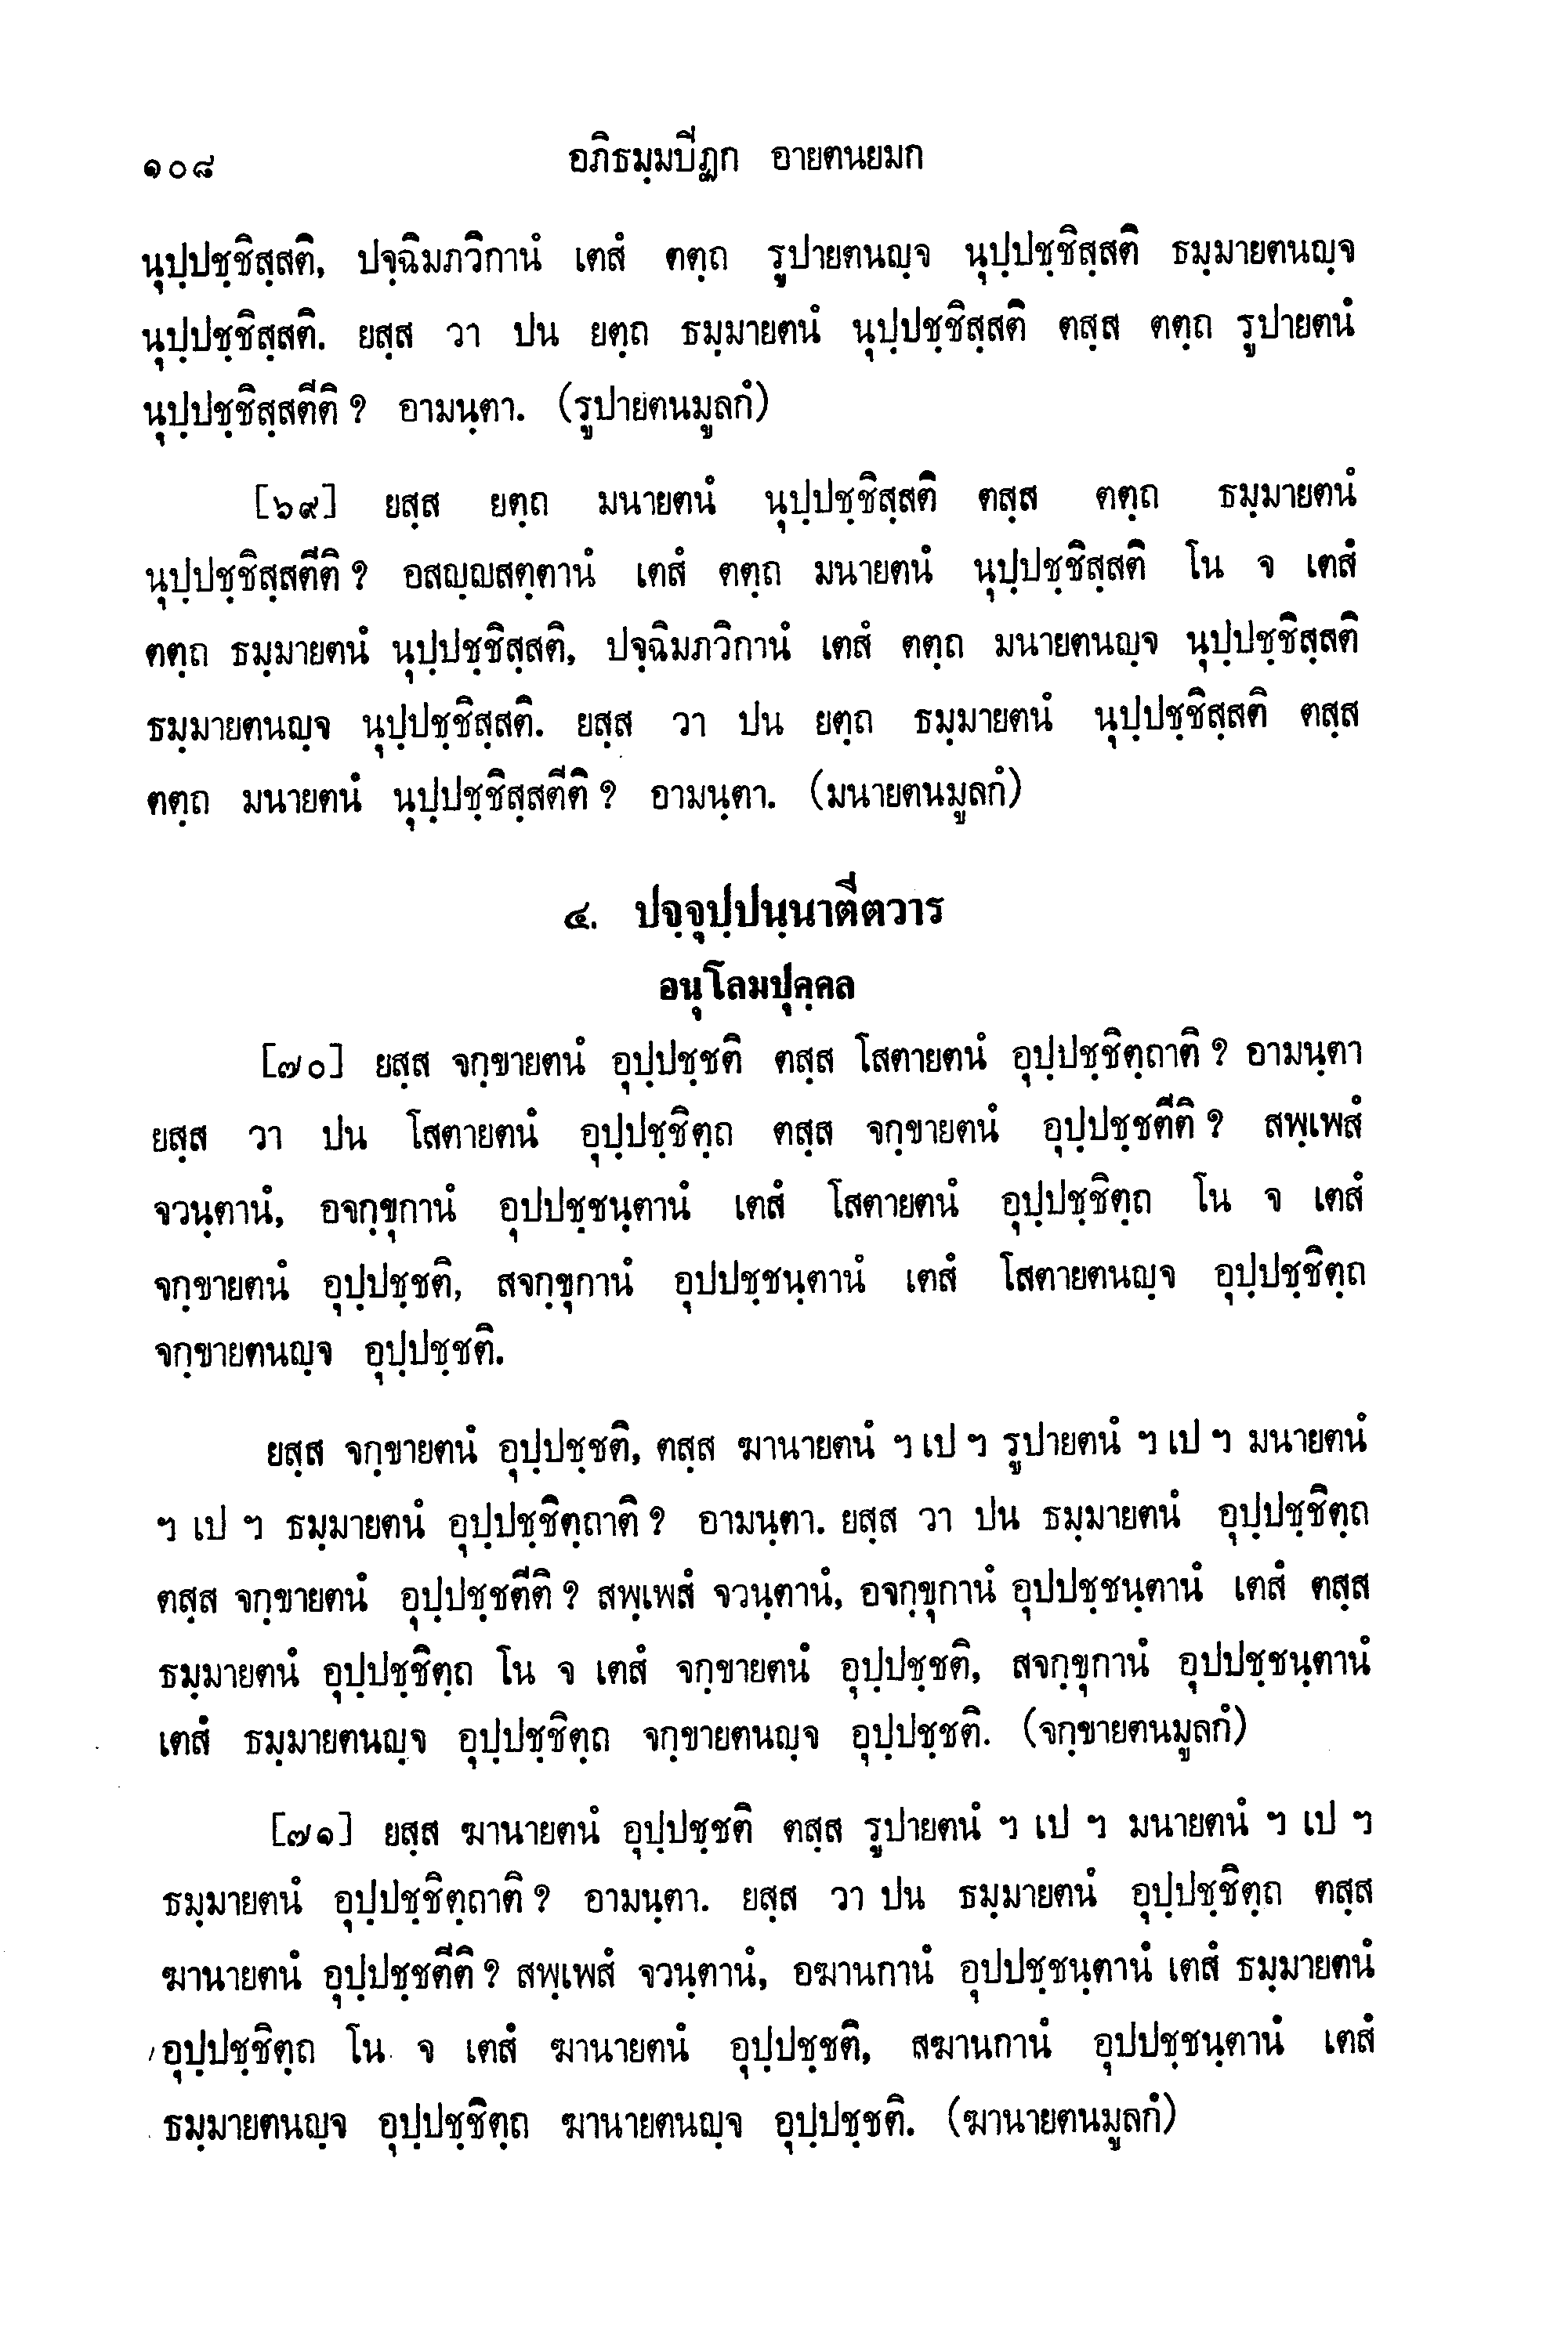 ๑๐๘ อภิธมฺมปีฏก อายตนยมก
นุปฺปชฺชิสฺสติ, ปจฺฉิมภวิกานํ เตสํ ตตฺถ รูปายตนญฺจ นุปฺปชฺชิสฺสติ ธมฺมายตนญฺจ
นุปฺปชฺชิสฺสติ. ยสฺส วา ปน ยตฺถ ธมฺมายตนํ นุปฺปชฺชิสฺสติ ตสฺส ตตฺถ รูปายตนํ
นุปฺปชฺชิสฺสตีติ ? อามนฺตา. (รูปายตนมูลกํ)
[๖๙] ยสฺส ยตฺถ มนายตนํ นุปฺปชฺชิสฺสติ ตสฺส ตตฺถ ธมฺมายตนํ
นุปฺปชฺชิสฺสตีติ ? อสญฺญสตฺตานํ เตสํ ตตฺถ มนายตนํ นุปฺปชฺชิสฺสติ โน จ เตสํ
ตตฺถ ธมฺมายตนํ นุปฺปชฺชิสฺสติ, ปจฺฉิมภวิกานํ เตสํ ตตฺถ มนายตนญฺจ นุปฺปชฺชิสฺสติ
ธมฺมายตนญฺจ นุปฺปชฺชิสฺสติ. ยสฺส วา ปน ยตฺถ ธมฺมายตนํ นุปฺปชฺชิสฺสติ ตสฺส
ตตฺถ มนายตนํ นุปฺปชฺชิสฺสตีติ ? อามนฺตา. (มนายตนมูลกํ)
๔. ปจฺจุปฺปนฺนาตีตวาร
อนุโลมปุคฺคล
[๗๐] ยสฺส จกฺขายตนํ อุปฺปชฺชติ ตสฺส โสตายตนํ อุปฺปชฺชิตฺถาติ ? อามนฺตา
ยสฺส วา ปน โสตายตนํ อุปฺปชฺชิตฺถ ตสฺส จกฺขายตนํ อุปฺปชฺชตีติ ? สพฺเพสํ
จวนฺตานํ, อจกฺขุกานํ อุปปชฺชนฺตานํ เตสํ โสตายตนํ อุปฺปชฺชิตฺถ โน จ เตสํ
จกฺขายตนํ อุปฺปชฺชติ, สจกฺขุกานํ อุปปชฺชนฺตานํ เตสํ โสตายตนญฺจ อุปฺปชฺชิตฺถ
จกฺขายตนญฺจ อุปฺปชฺชติ.
ยสฺส จกฺขายตนํ อุปฺปชฺชติ, ตสฺส ฆานายตนํ ฯ เป ฯ รูปายตนํ ฯ เป ฯ มนายตนํ
ฯ เป ฯ ธมฺมายตนํ อุปฺปชฺชิตฺถาติ ? อามนฺตา. ยสฺส วา ปน ธมฺมายตนํ อุปฺปชฺชิตฺถ
ตสฺส จกฺขายตนํ อุปฺปชฺชตีติ ? สพฺเพสํ จวนฺตานํ, อจกฺขุกานํ อุปปชฺชนฺตานํ เตสํ ตสฺส
ธมฺมายตนํ อุปฺปชฺชิตฺถ โน จ เตสํ จกฺขายตนํ อุปฺปชฺชติ, สจกฺขุกานํ อุปปชฺชนฺตานํ
เตสํ ธมฺมายตนญฺจ อุปฺปชฺชิตฺถ จกฺขายตนญฺจ อุปฺปชฺชติ. (จกฺขายตนมูลกํ)
[๗๑] ยสฺส ฆานายตนํ อุปฺปชฺชติ ตสฺส รูปายตนํ ฯ เป ฯ มนายตนํ ฯ เป ฯ
ธมฺมายตนํ อุปฺปชฺชิตฺถาติ ? อามนฺตา. ยสฺส วา ปน ธมฺมายตนํ อุปฺปชฺชิตฺถ ตสฺส
ฆานายตนํ อุปฺปชฺชตีติ ? สพฺเพสํ จวนฺตานํ, อฆานกานํ อุปปชฺชนฺตานํ เตสํ ธมฺมายตนํ
อุปฺปชฺชิตฺถ โน จ เตสํ ฆานายตนํ อุปฺปชฺชติ, สฆานกานํ อุปปชฺชนฺตานํ เตสํ
ธมฺมายตนญฺจ อุปฺปชฺชิตฺถ ฆานายตนญฺจ อุปฺปชฺชติ. (ฆานายตนมูลกํ)